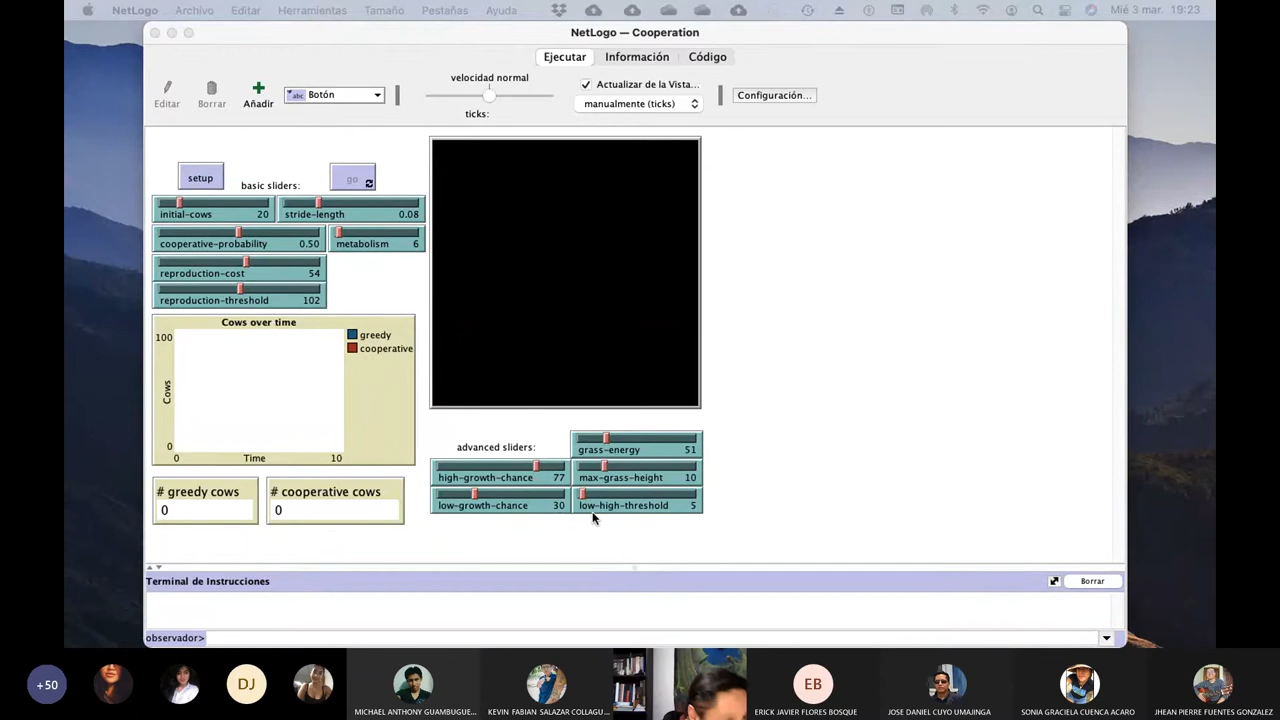 NetLogo Archivo Editar Herramientas Tamaño Pestañas Ayuda Mié 3 mar. 19:23
NetLogo — Cooperation
Ejecutar Información Código
Editar Borrar Añadir
abc Botón
velocidad normal
ticks:
Actualizar de la Vista...
manualmente (ticks)
Configuración...
setup
go
basic sliders:
initial-cows 20
stride-length 0.08
cooperative-probability 0.50
metabolism 6
reproduction-cost 54
reproduction-threshold 102
Cows over time
100
Cows
0
0 Time 10
greedy
cooperative
# greedy cows
0
# cooperative cows
0
advanced sliders:
grass-energy 51
high-growth-chance 77
max-grass-height 10
low-growth-chance 30
low-high-threshold 5
Terminal de Instrucciones
Borrar
observador>
+50
DJ
MICHAEL ANTHONY GUAMBUGUE...
KEVIN FABIAN SALAZAR COLLAGU...
EB
ERICK JAVIER FLORES BOSQUE
JOSE DANIEL CUYO UMAJINGA
SONIA GRACIELA CUENCA ACARO
JHEAN PIERRE FUENTES GONZALEZ